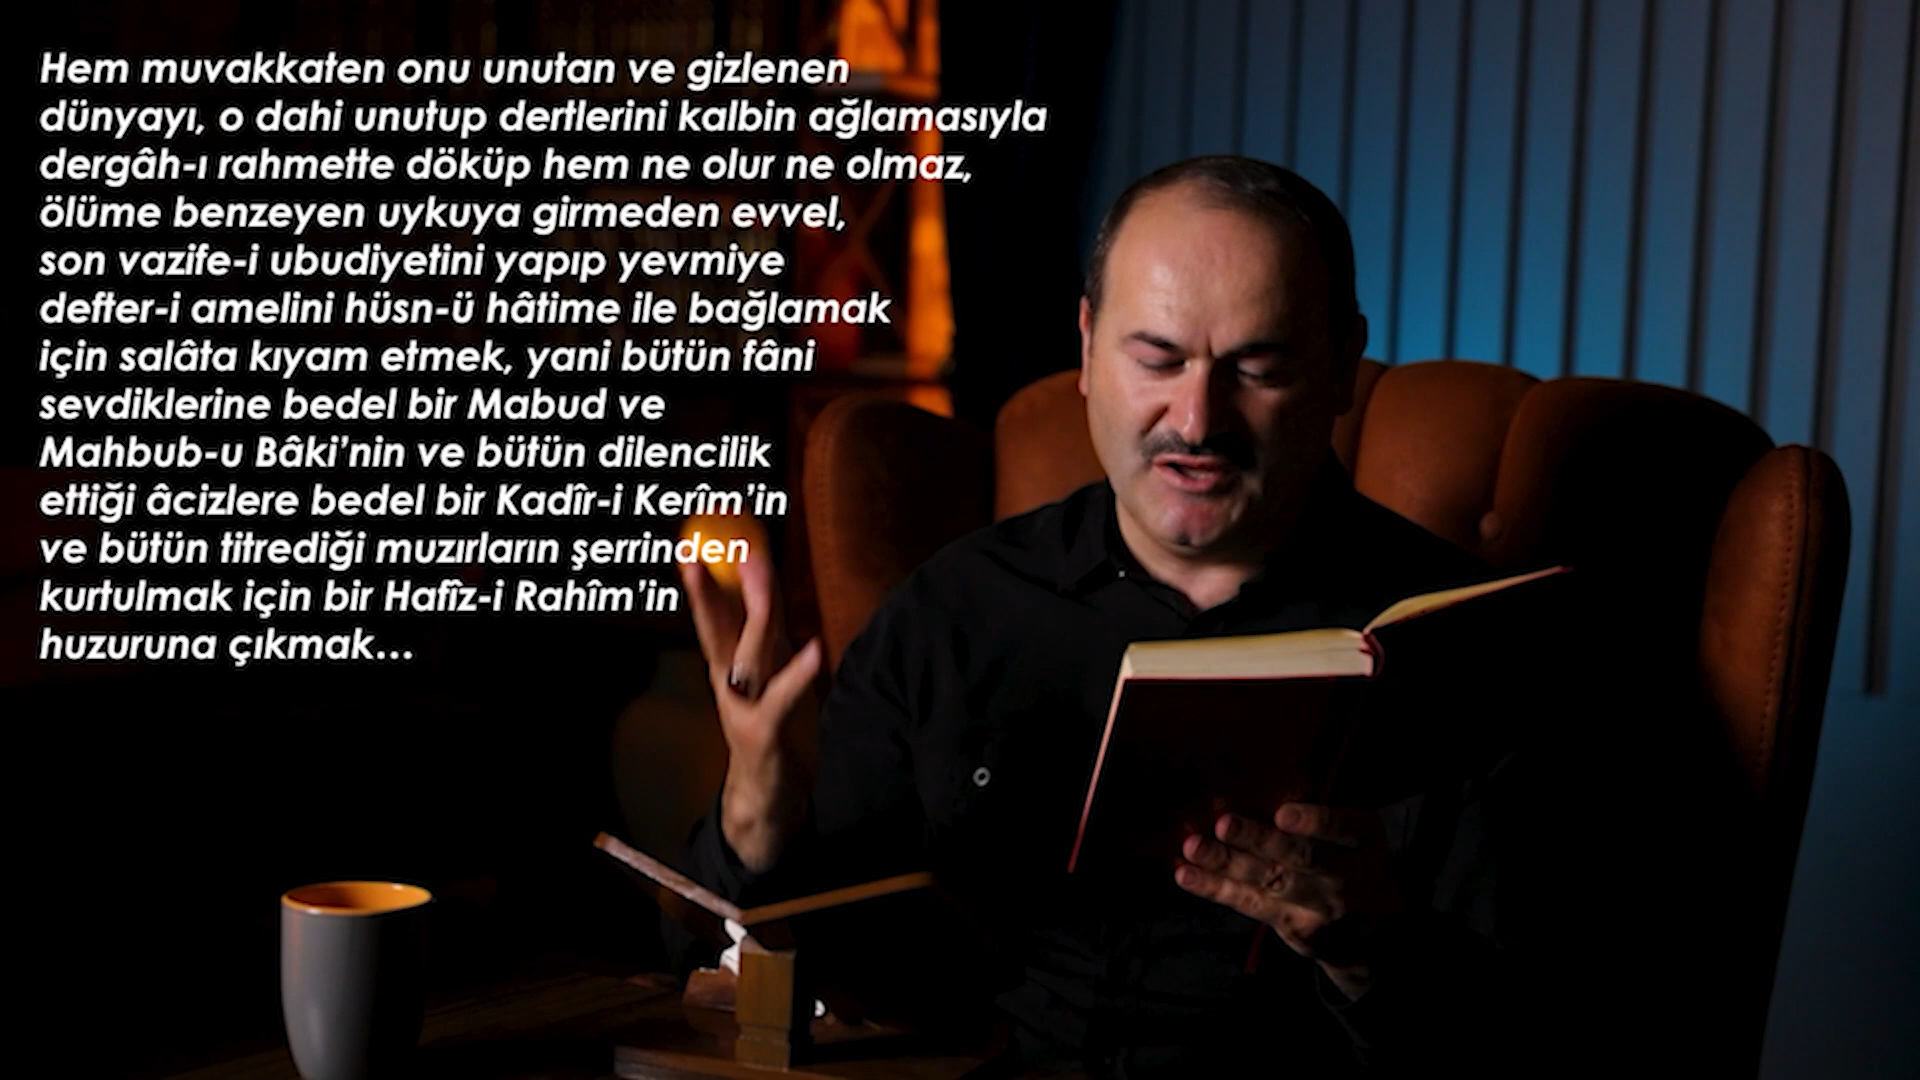 Hem muvakkaten onu unutan ve gizlenen
dünyayı, o dahi unutup dertlerini kalbin ağlamasıyla
dergâh-ı rahmette döküp hem ne olur ne olmaz,
ölüme benzeyen uykuya girmeden evvel,
son vazife-i ubudiyetini yapıp yevmiye
defter-i amelini hüsn-ü hâtime ile bağlamak
için salâta kıyam etmek, yani bütün fâni
sevdiklerine bedel bir Mabud ve
Mahbub-u Bâki’nin ve bütün dilencilik
ettiği âcizlere bedel bir Kadîr-i Kerîm’in
ve bütün titrediği muzırların şerrinden
kurtulmak için bir Hafîz-i Rahîm’in
huzuruna çıkmak…